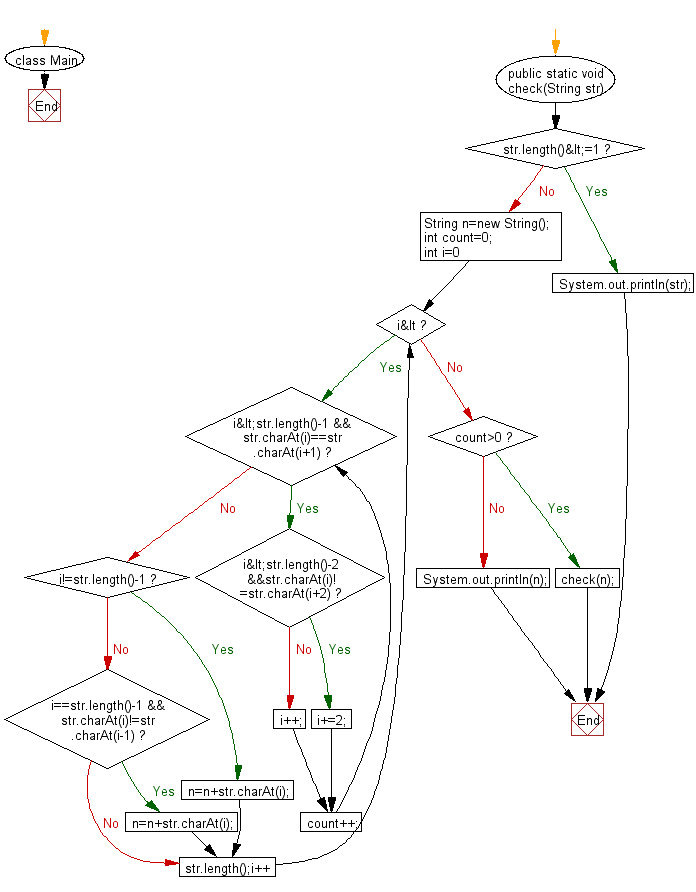 class Main
End
public static void
check(String str)
str.length()&lt;=1 ?
No
Yes
String n=new String();
int count=0;
int i=0
System.out.println(str);
i&lt ?
Yes
No
i&lt;str.length()-1 &&
str.charAt(i)==str
.charAt(i+1) ?
count>0 ?
No
Yes
No
Yes
i!=str.length()-1 ?
i&lt;str.length()-2
&&str.charAt(i)!
=str.charAt(i+2) ?
System.out.println(n);
check(n);
No
Yes
No
Yes
i==str.length()-1 &&
str.charAt(i)!=str
.charAt(i-1) ?
i++;
i+=2;
End
Yes
n=n+str.charAt(i);
No
n=n+str.charAt(i);
count++;
str.length();i++